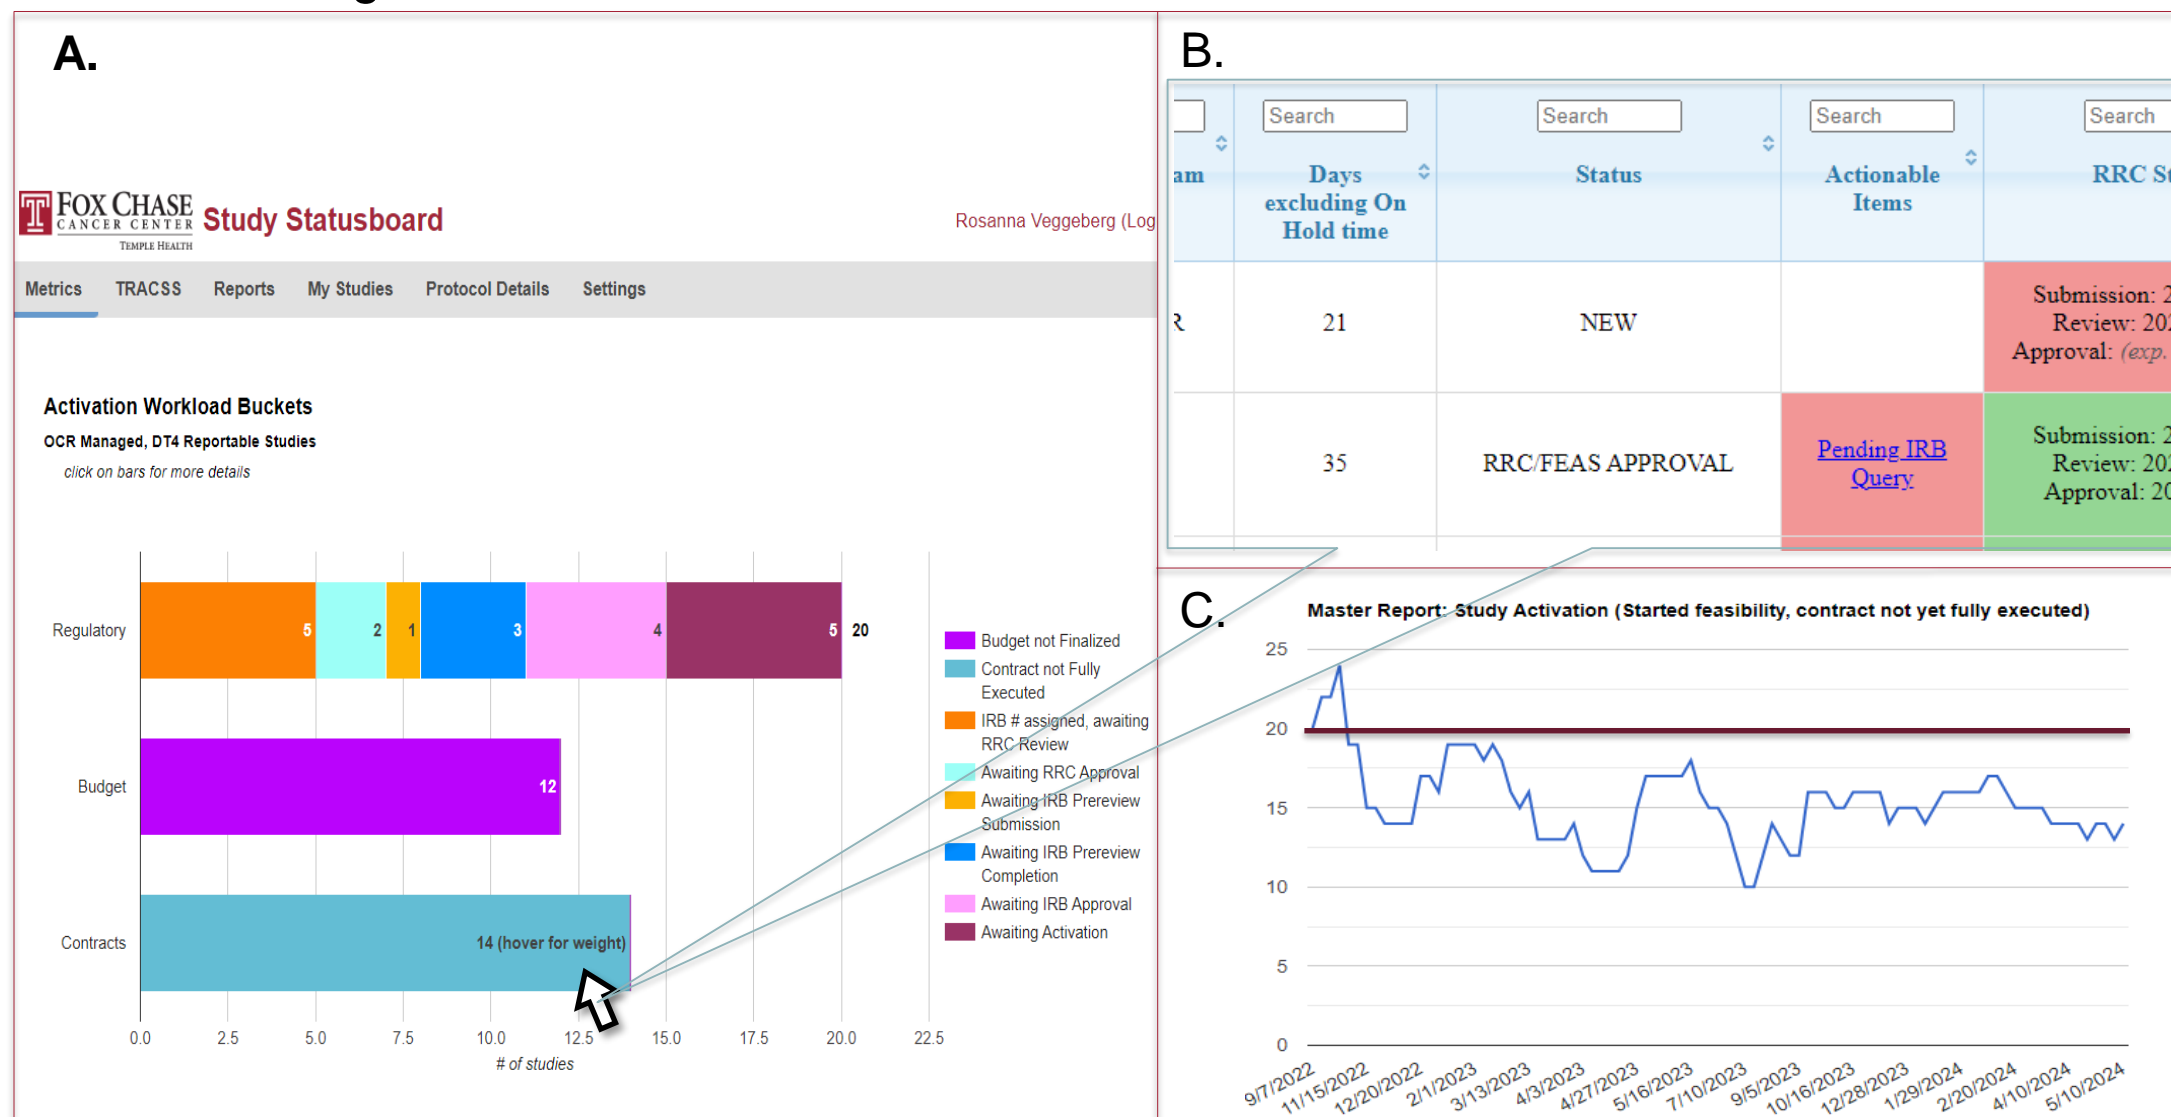 A.
FOX CHASE
CANCER CENTER
TEMPLE HEALTH
Study Statusboard
Rosanna Veggeberg (Log
Metrics TRACSS Reports My Studies Protocol Details Settings
Activation Workload Buckets
OCR Managed, DT4 Reportable Studies
click on bars for more details
Regulatory 5 2 1 3 4 5 20
Budget 12
Contracts 14 (hover for weight)
0.0 2.5 5.0 7.5 10.0 12.5 15.0 17.5 20.0 22.5
# of studies
Budget not Finalized
Contract not Fully
Executed
IRB # assigned, awaiting
RRC Review
Awaiting RRC Approval
Awaiting IRB Prereview
Submission
Awaiting IRB Prereview
Completion
Awaiting IRB Approval
Awaiting Activation
B.
Search Search Search Search
am
Days
excluding On
Hold time
Status
Actionable
Items
RRC St
R
21
NEW
Submission: 2
Review: 202
Approval: (exp.
35
RRC/FEAS APPROVAL
Pending IRB
Query
Submission: 2
Review: 202
Approval: 20
C.
Master Report: Study Activation (Started feasibility, contract not yet fully executed)
25
20
15
10
5
0
9/7/2022 11/15/2022 12/20/2022 2/1/2023 3/13/2023 4/3/2023 4/27/2023 5/16/2023 7/10/2023 9/5/2023 10/16/2023 12/28/2023 1/29/2024 2/20/2024 4/10/2024 5/10/2024